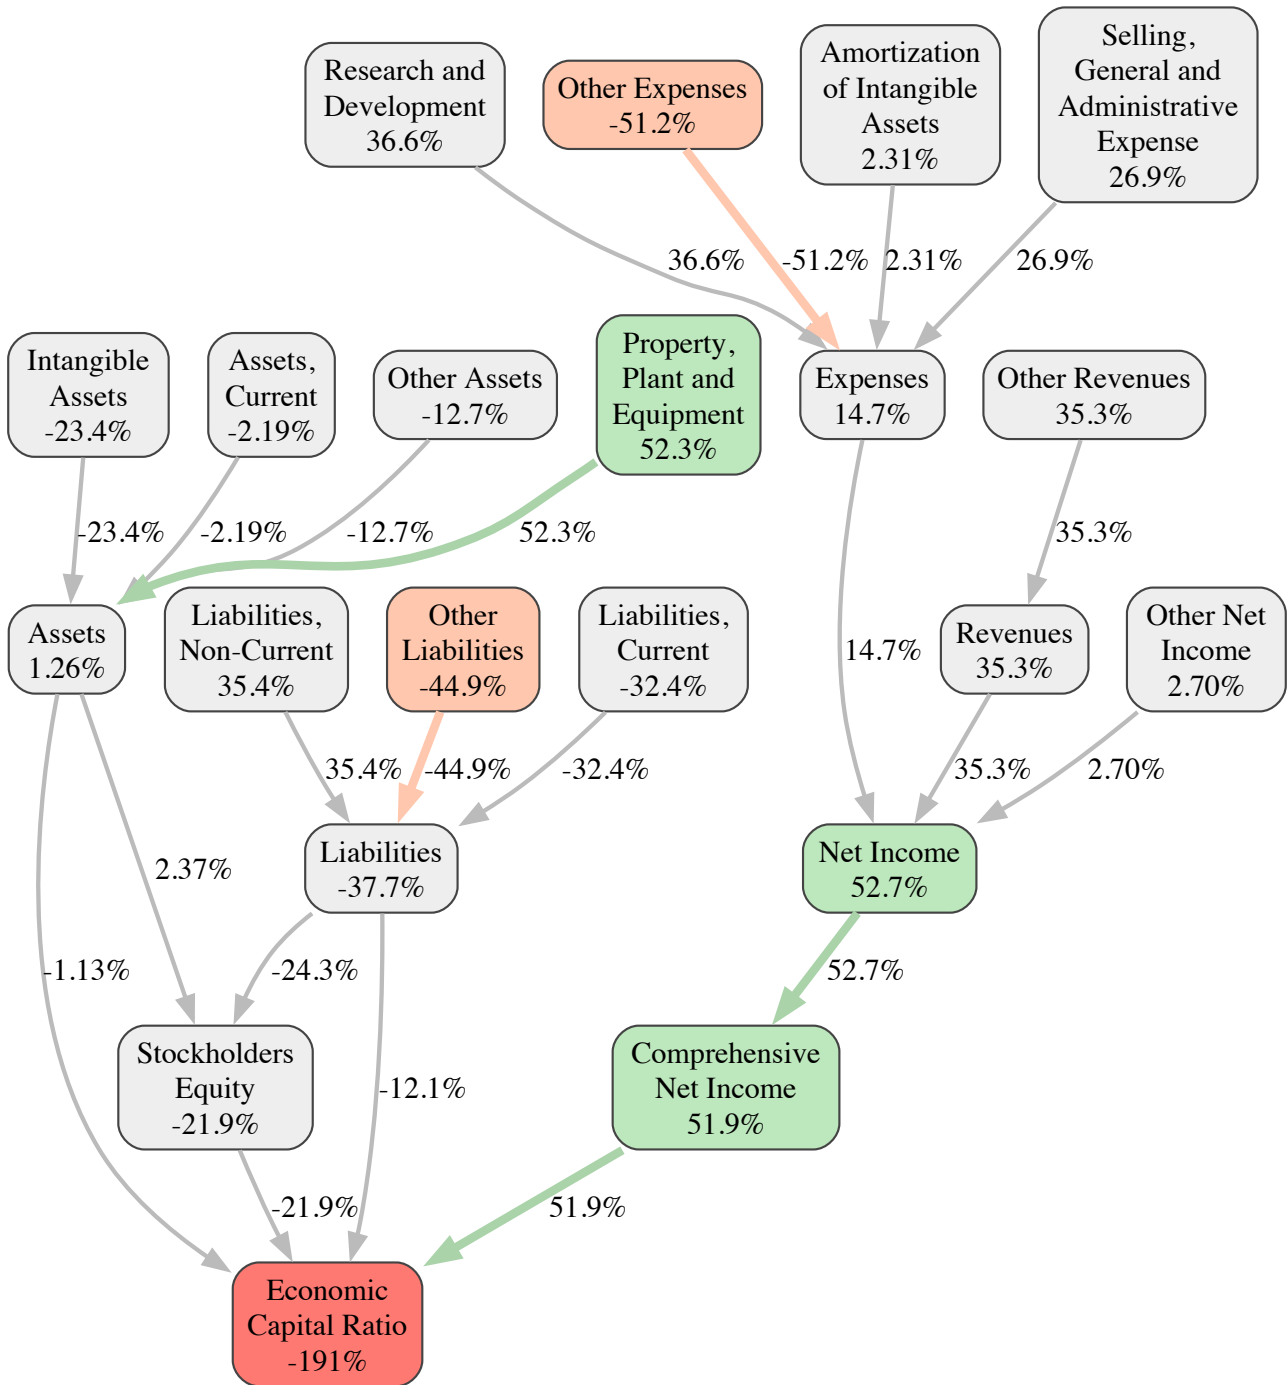 Research and
Development
36.6%
Other Expenses
-51.2%
Amortization
of Intangible
Assets
2.31%
Selling,
General and
Administrative
Expense
26.9%
36.6%
-51.2%
2.31%
26.9%
Intangible
Assets
-23.4%
Assets,
Current
-2.19%
Other Assets
-12.7%
Property,
Plant and
Equipment
52.3%
Expenses
14.7%
Other Revenues
35.3%
-23.4%
-2.19%
-12.7%
52.3%
35.3%
Assets
1.26%
Liabilities,
Non-Current
35.4%
Other
Liabilities
-44.9%
Liabilities,
Current
-32.4%
14.7%
Revenues
35.3%
Other Net
Income
2.70%
35.4%
-44.9%
-32.4%
35.3%
2.70%
2.37%
Liabilities
-37.7%
Net Income
52.7%
-1.13%
-24.3%
52.7%
Stockholders
Equity
-21.9%
-12.1%
Comprehensive
Net Income
51.9%
-21.9%
51.9%
Economic
Capital Ratio
-191%